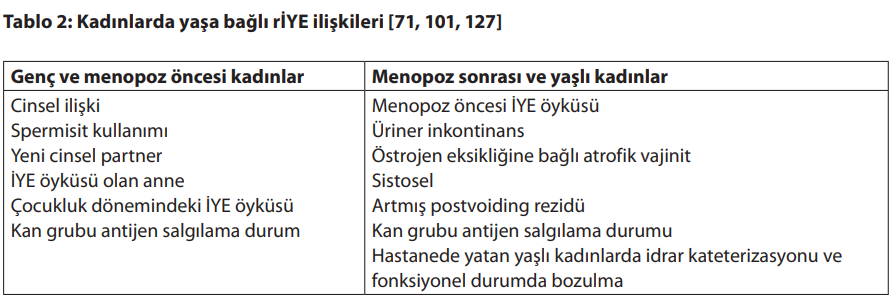 Tablo 2: Kadınlarda yaşa bağlı rİYE ilişkileri [71, 101, 127]
Genç ve menopoz öncesi kadınlar
Cinsel ilişki
Spermisit kullanımı
Yeni cinsel partner
İYE öyküsü olan anne
Çocukluk dönemindeki İYE öyküsü
Kan grubu antijen salgılama durum
Menopoz sonrası ve yaşlı kadınlar
Menopoz öncesi İYE öyküsü
Üriner inkontinans
Östrojen eksikliğine bağlı atrofik vajinit
Sistosel
Artmış postvoiding rezidü
Kan grubu antijen salgılama durumu
Hastanede yatan yaşlı kadınlarda idrar kateterizasyonu ve
fonksiyonel durumda bozulma